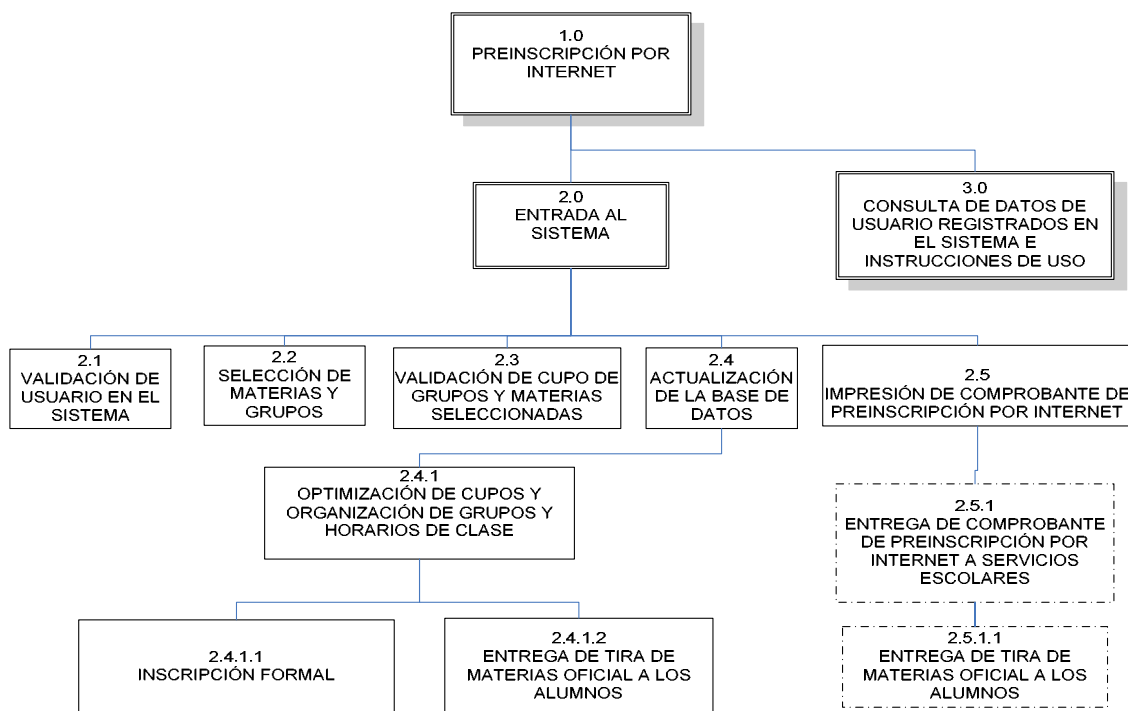 1.0
PREINSCRIPCIÓN POR
INTERNET
2.0
ENTRADA AL
SISTEMA
3.0
CONSULTA DE DATOS DE
USUARIO REGISTRADOS EN
EL SISTEMA E
INSTRUCCIONES DE USO
2.1
VALIDACIÓN DE
USUARIO EN EL
SISTEMA
2.2
SELECCIÓN DE
MATERIAS Y
GRUPOS
2.3
VALIDACIÓN DE CUPO DE
GRUPOS Y MATERIAS
SELECCIONADAS
2.4
ACTUALIZACIÓN
DE LA BASE DE
DATOS
2.5
IMPRESIÓN DE COMPROBANTE DE
PREINSCRIPCIÓN POR INTERNET
2.4.1
OPTIMIZACIÓN DE CUPOS Y
ORGANIZACIÓN DE GRUPOS Y
HORARIOS DE CLASE
2.5.1
ENTREGA DE COMPROBANTE
DE PREINSCRIPCIÓN POR
INTERNET A SERVICIOS
ESCOLARES
2.4.1.1
INSCRIPCIÓN FORMAL
2.4.1.2
ENTREGA DE TIRA DE
MATERIAS OFICIAL A LOS
ALUMNOS
2.5.1.1
ENTREGA DE TIRA DE
MATERIAS OFICIAL A LOS
ALUMNOS